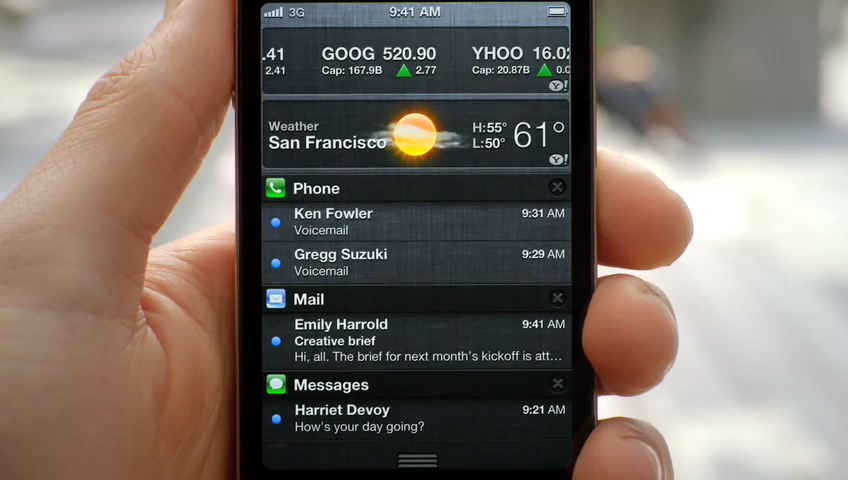 3G 9:41 AM
.41 GOOG 520.90 YHOO 16.02
2.41 Cap: 167.9B 2.77 Cap: 20.87B 0.0
Y!
Weather
San Francisco
H:55°
L:50°
61°
Y!
Phone
Ken Fowler 9:31 AM
Voicemail
Gregg Suzuki 9:29 AM
Voicemail
Mail
Emily Harrold 9:41 AM
Creative brief
Hi, all. The brief for next month's kickoff is att...
Messages
Harriet Devoy 9:21 AM
How's your day going?